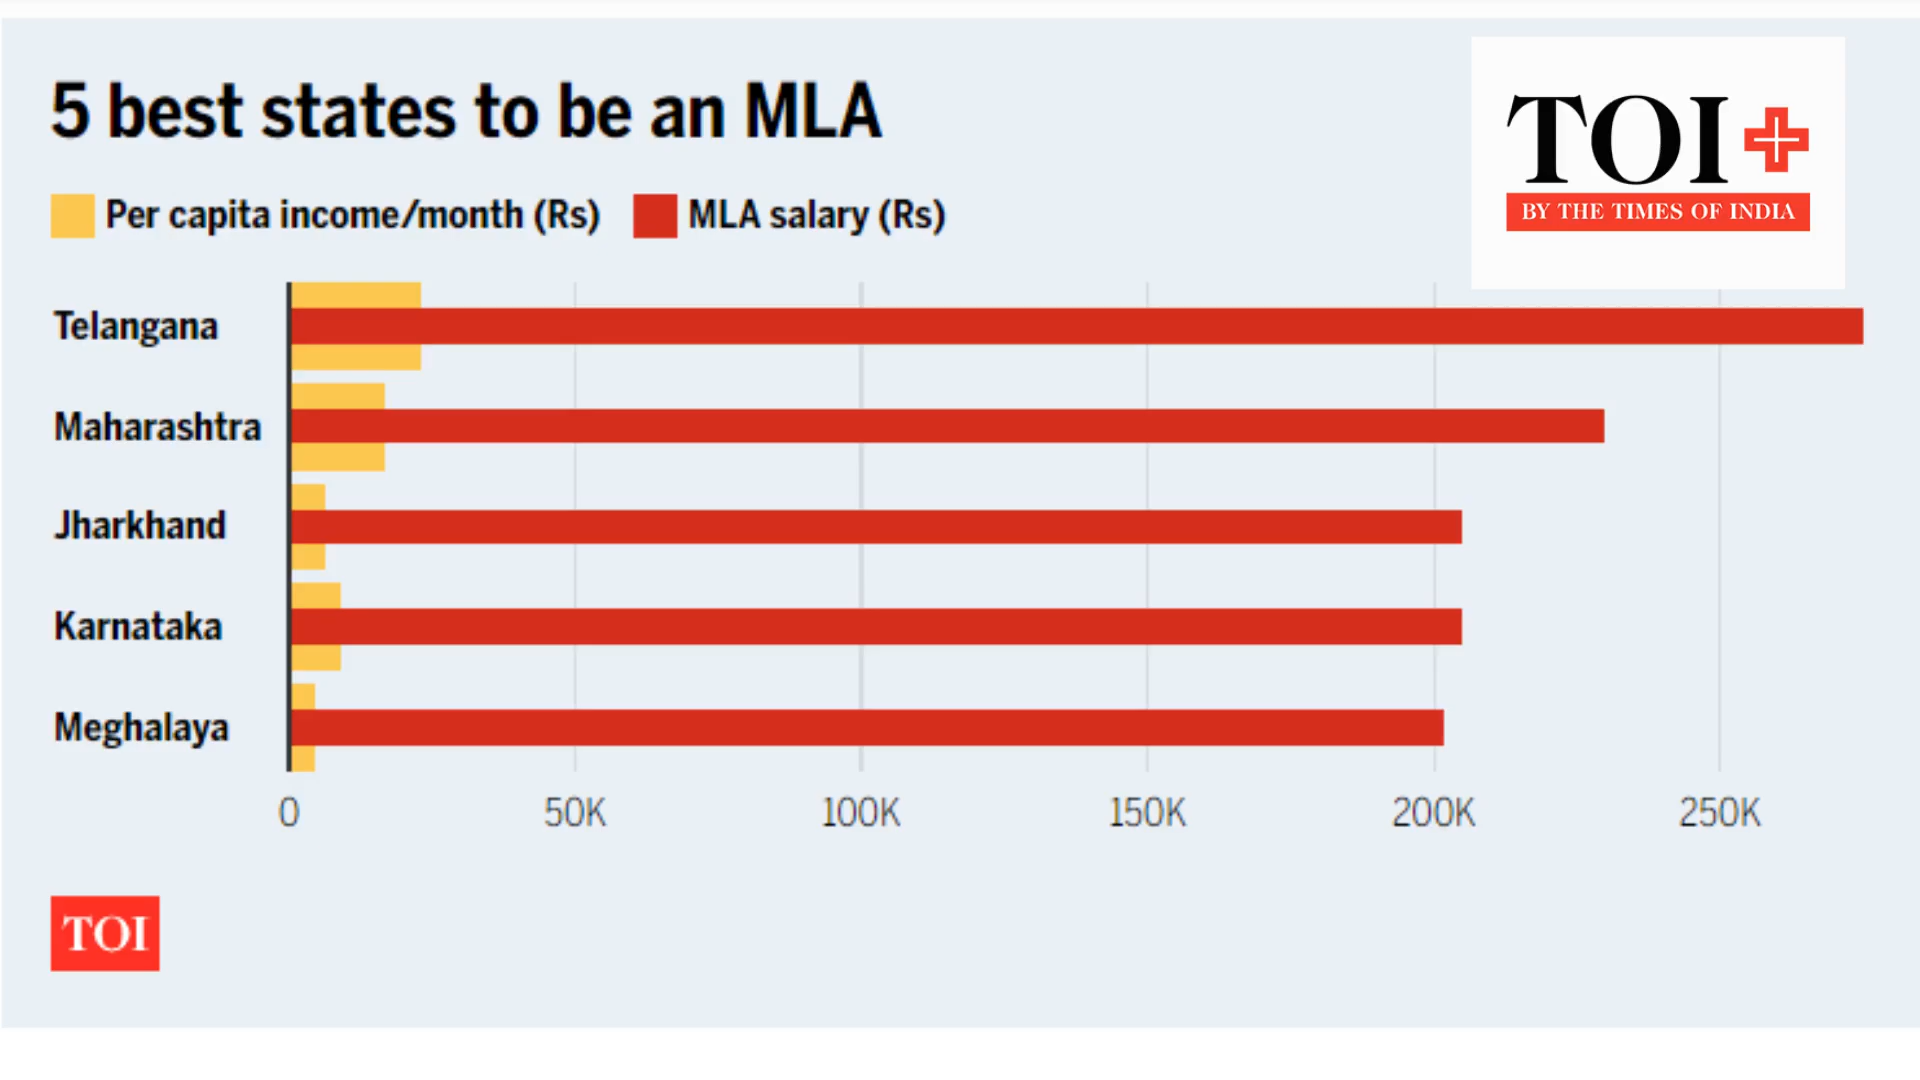 5 best states to be an MLA
TOI+
BY THE TIMES OF INDIA
Per capita income/month (Rs) MLA salary (Rs)
Telangana
Maharashtra
Jharkhand
Karnataka
Meghalaya
0 50K 100K 150K 200K 250K
TOI